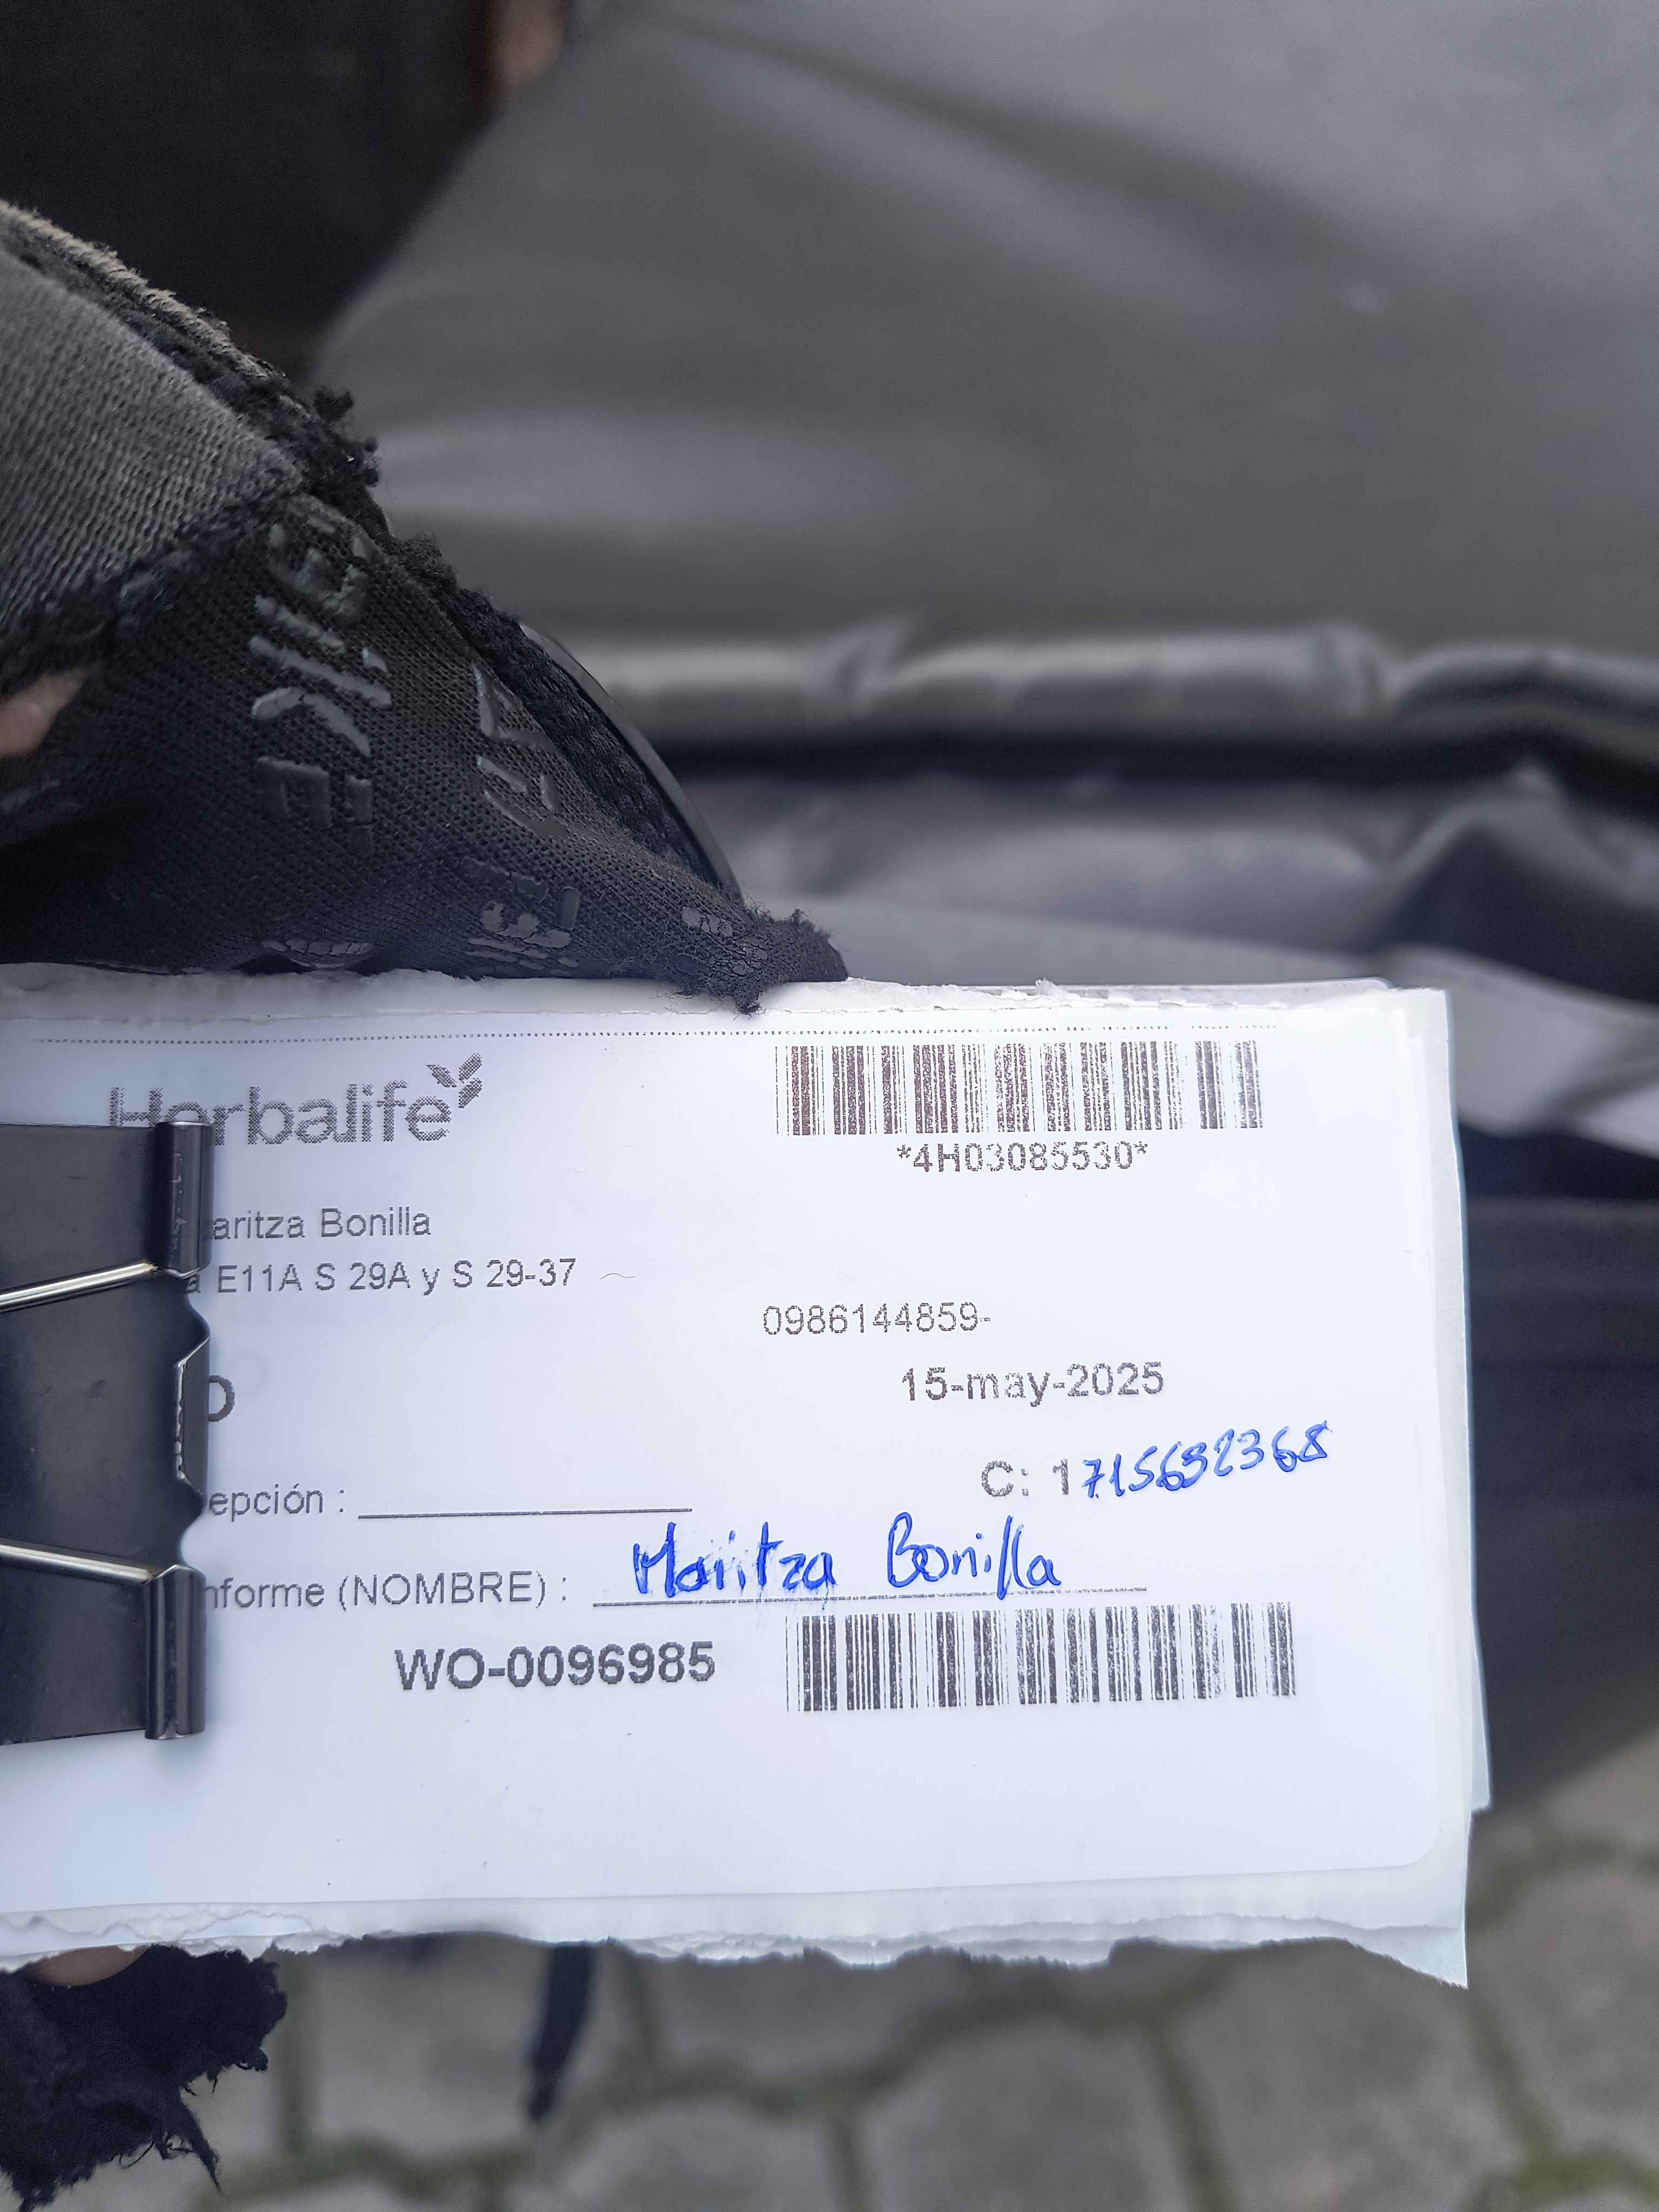 Herbalife
*4H03085530*
aritza Bonilla
a E11A S 29A y S 29-37
0986144859-
O
15-may-2025
C: 1715692368
epción :
nforme (NOMBRE) : Maritza Bonilla
WO-0096985